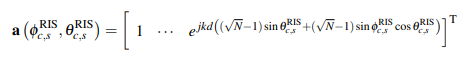 a(ϕ_{c,s}^{RIS}, θ_{c,s}^{RIS}) = [ 1 ⋯ e^{jkd((√N−1) sin θ_{c,s}^{RIS} + (√N−1) sin ϕ_{c,s}^{RIS} cos θ_{c,s}^{RIS})} ]^T